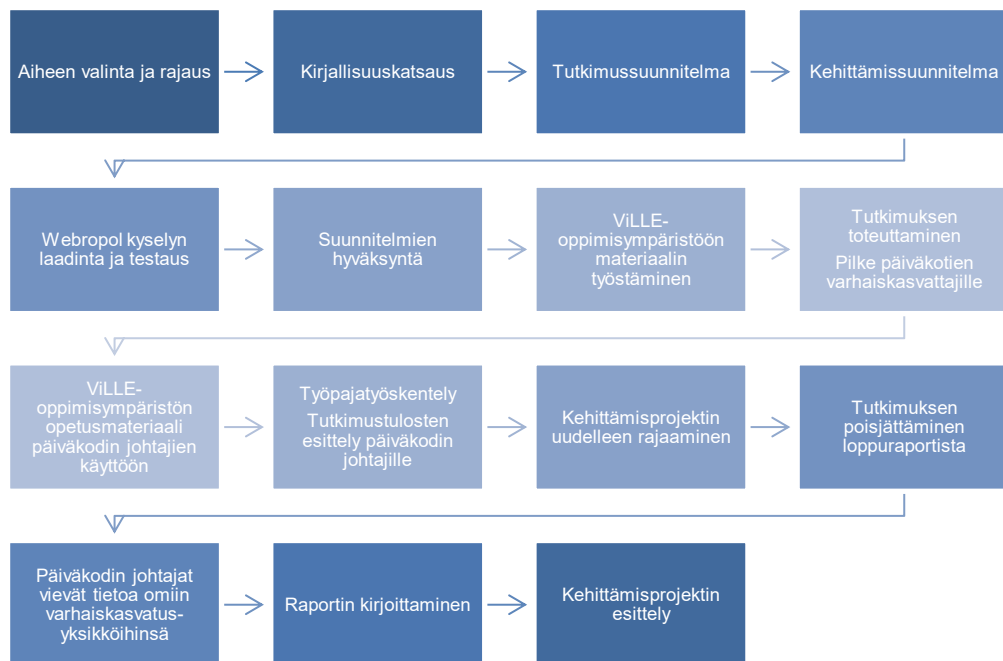 Aiheen valinta ja rajaus
Kirjallisuuskatsaus
Tutkimussuunnitelma
Kehittämissuunnitelma
Webropol kyselyn
laadinta ja testaus
Suunnitelmien
hyväksyntä
ViLLE-
oppimisympäristöön
materiaalin
työstäminen
Tutkimuksen
toteuttaminen
Pilke päiväkotien
varhaiskasvattajille
ViLLE-
oppimisympäristön
opetusmateriaali
päiväkodin johtajien
käyttöön
Työpajatyöskentely
Tutkimustulosten
esittely päiväkodin
johtajille
Kehittämisprojektin
uudelleen rajaaminen
Tutkimuksen
poisjättäminen
loppuraportista
Päiväkodin johtajat
vievät tietoa omiin
varhaiskasvatus-
yksikköihinsä
Raportin kirjoittaminen
Kehittämisprojektin
esittely